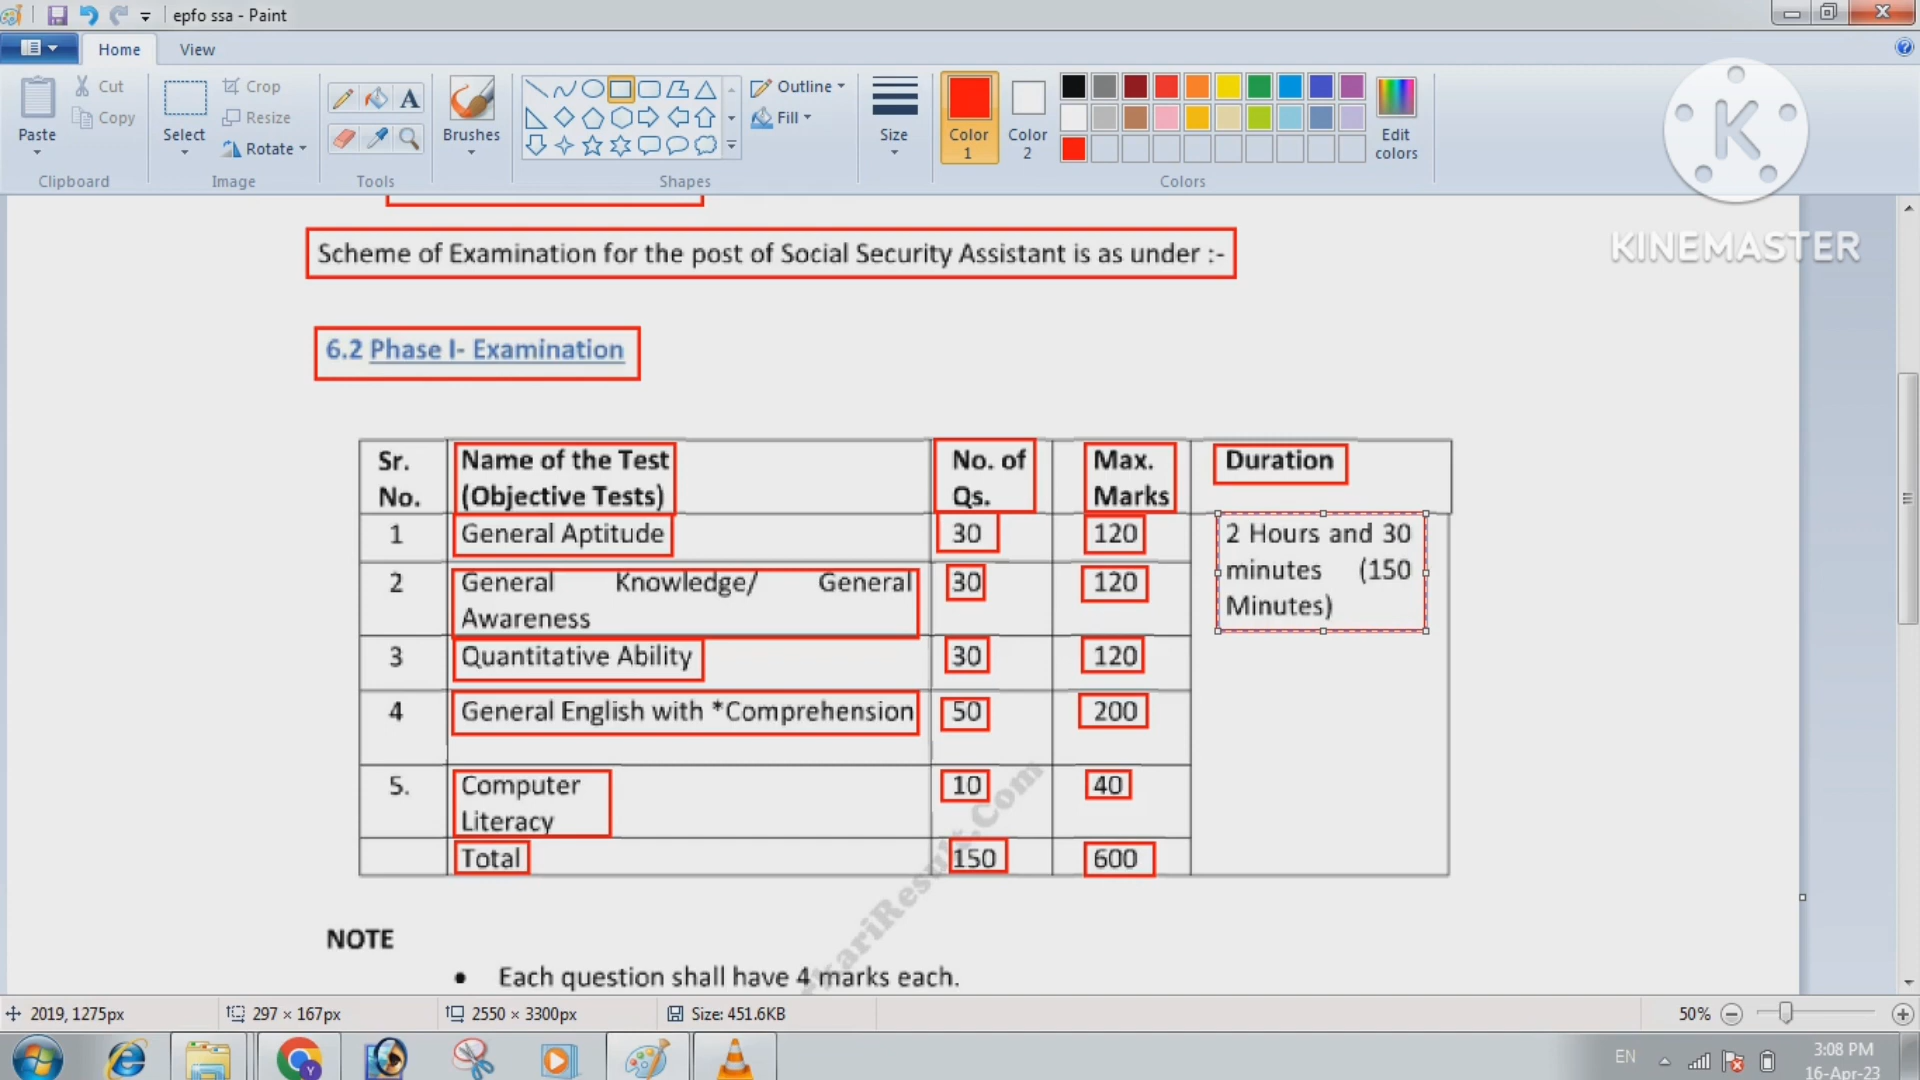 epfo ssa - Paint
Home View
Paste Cut Copy Select Crop Resize Rotate Brushes Outline Fill Size Color 1 Color 2 Edit colors
Clipboard Image Tools Shapes Colors
K
KINEMASTER
Scheme of Examination for the post of Social Security Assistant is as under :-
6.2 Phase I- Examination
Sr. No. Name of the Test (Objective Tests) No. of Qs. Max. Marks Duration
1 General Aptitude 30 120 2 Hours and 30 minutes (150 Minutes)
2 General Knowledge/ General Awareness 30 120
3 Quantitative Ability 30 120
4 General English with *Comprehension 50 200
5. Computer Literacy 10 40
Total 150 600
NOTE
• Each question shall have 4 marks each.
kariResult.Com
2019, 1275px 297 × 167px 2550 × 3300px Size: 451.6KB 50%
Y
EN 3:08 PM
16-Apr-23